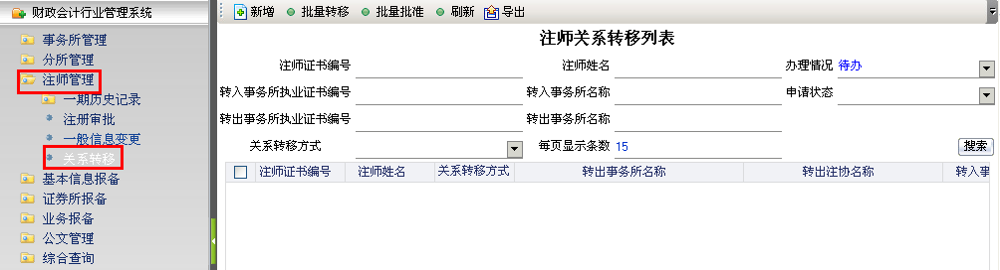 财政会计行业管理系统
事务所管理
分所管理
注师管理
一期历史记录
注册审批
一般信息变更
关系转移
基本信息报备
证券所报备
业务报备
公文管理
综合查询
新增 批量转移 批量批准 刷新 导出
注师关系转移列表
注师证书编号 注师姓名 办理情况 待办
转入事务所执业证书编号 转入事务所名称 申请状态
转出事务所执业证书编号 转出事务所名称
关系转移方式 每页显示条数 15 搜索
注师证书编号 注师姓名 关系转移方式 转出事务所名称 转出注协名称 转入事